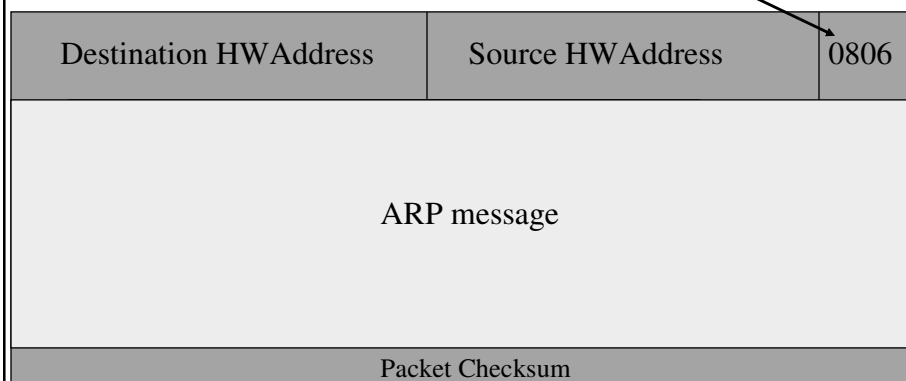 Destination HWAddress Source HWAddress 0806
ARP message
Packet Checksum